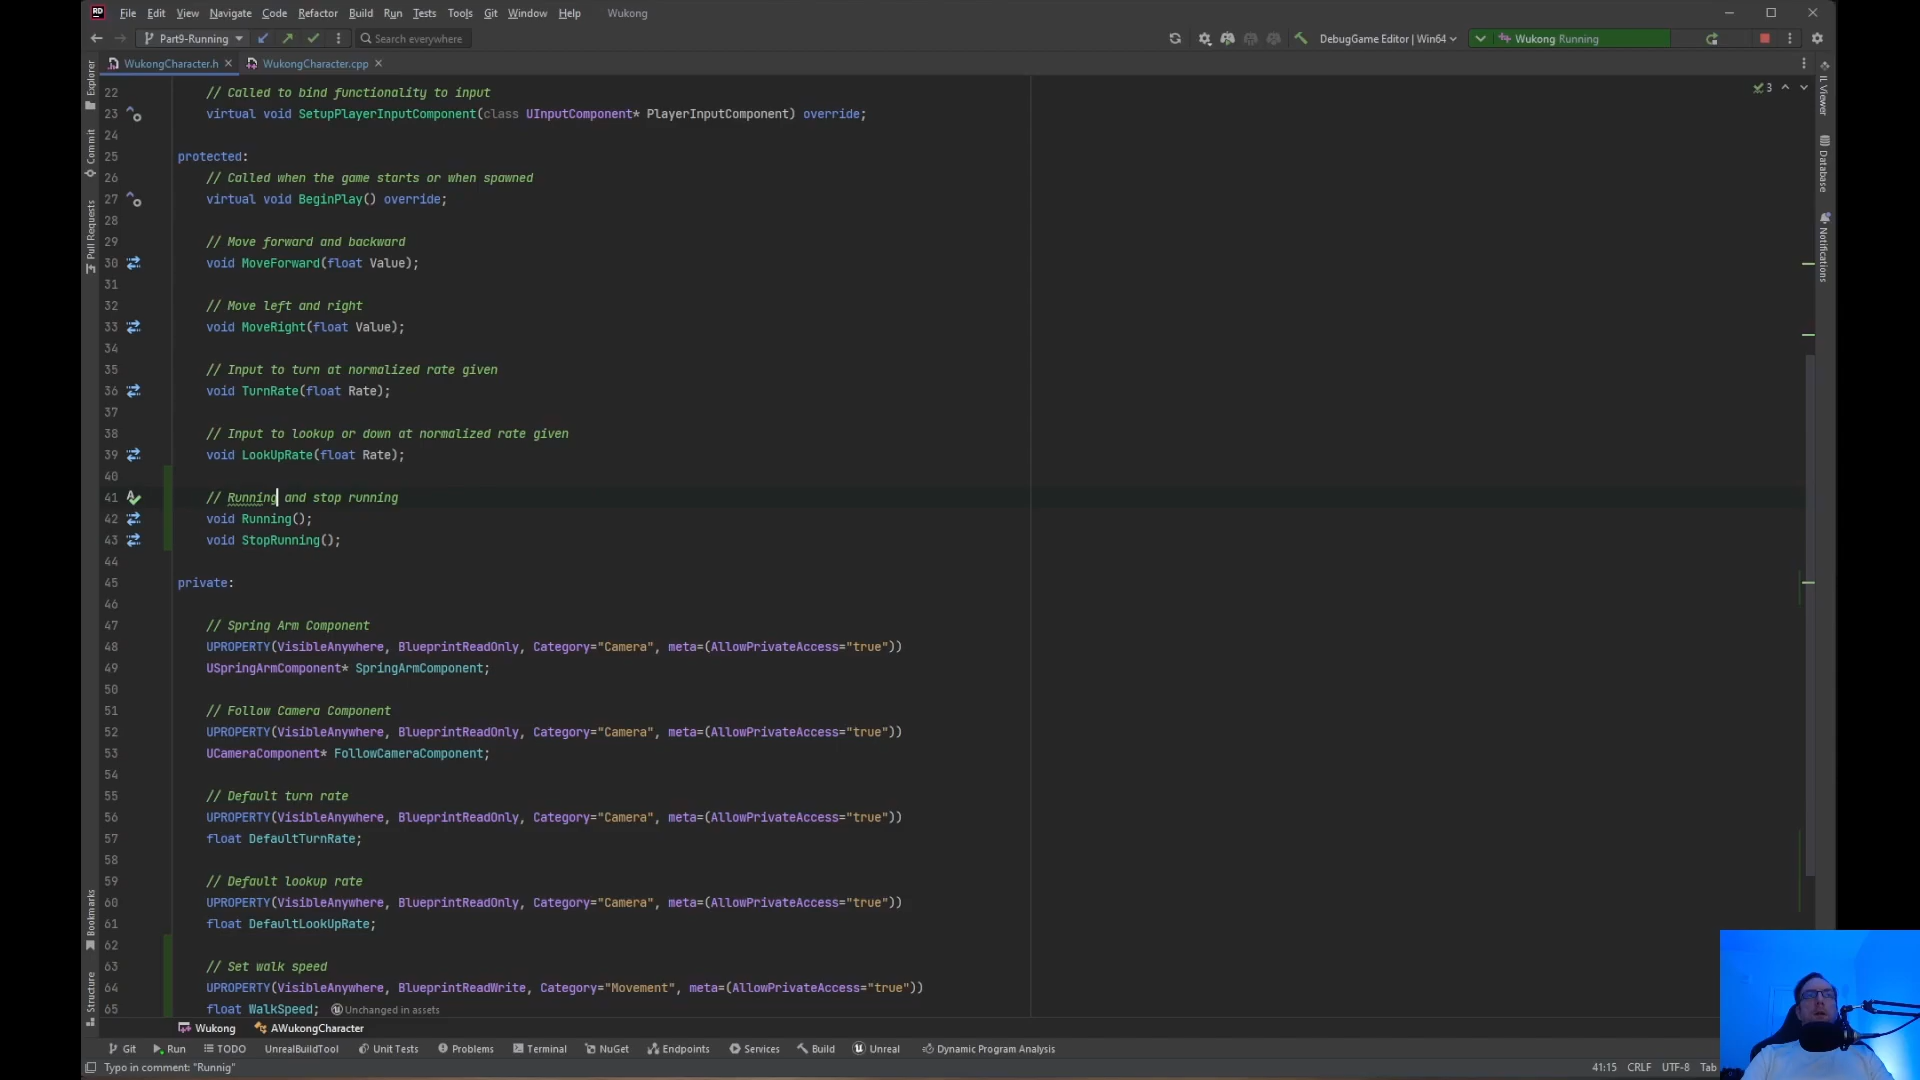 RD File Edit View Navigate Code Refactor Build Run Tests Tools Git Window Help Wukong
Part9-Running Search everywhere DebugGame Editor | Win64 Wukong Running
WukongCharacter.h WukongCharacter.cpp
22 // Called to bind functionality to input
23 virtual void SetupPlayerInputComponent(class UInputComponent* PlayerInputComponent) override;
24
25 protected:
26 // Called when the game starts or when spawned
27 virtual void BeginPlay() override;
28
29 // Move forward and backward
30 void MoveForward(float Value);
31
32 // Move left and right
33 void MoveRight(float Value);
34
35 // Input to turn at normalized rate given
36 void TurnRate(float Rate);
37
38 // Input to lookup or down at normalized rate given
39 void LookUpRate(float Rate);
40
41 // Running and stop running
42 void Running();
43 void StopRunning();
44
45 private:
46
47 // Spring Arm Component
48 UPROPERTY(VisibleAnywhere, BlueprintReadOnly, Category="Camera", meta=(AllowPrivateAccess="true"))
49 USpringArmComponent* SpringArmComponent;
50
51 // Follow Camera Component
52 UPROPERTY(VisibleAnywhere, BlueprintReadOnly, Category="Camera", meta=(AllowPrivateAccess="true"))
53 UCameraComponent* FollowCameraComponent;
54
55 // Default turn rate
56 UPROPERTY(VisibleAnywhere, BlueprintReadOnly, Category="Camera", meta=(AllowPrivateAccess="true"))
57 float DefaultTurnRate;
58
59 // Default lookup rate
60 UPROPERTY(VisibleAnywhere, BlueprintReadOnly, Category="Camera", meta=(AllowPrivateAccess="true"))
61 float DefaultLookUpRate;
62
63 // Set walk speed
64 UPROPERTY(VisibleAnywhere, BlueprintReadWrite, Category="Movement", meta=(AllowPrivateAccess="true"))
65 float WalkSpeed; Unchanged in assets
Wukong AWukongCharacter
Git Run TODO UnrealBuildTool Unit Tests Problems Terminal NuGet Endpoints Services Build Unreal Dynamic Program Analysis
Typo in comment: "Runnig" 41:15 CRLF UTF-8 Tab
Explorer
Commit
Pull Requests
Bookmarks
Structure
3
IL Viewer
Database
Notifications